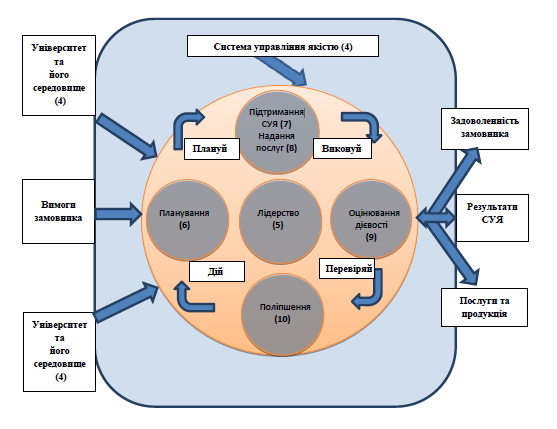 Університет
та
його
середовище
(4)
Система управління якістю (4)
Вимоги
замовника
Університет
та
його
середовище
(4)
Підтримання
СУЯ (7)
Надання
послуг (8)
Плануй
Виконуй
Планування
(6)
Лідерство
(5)
Оцінювання
дієвості
(9)
Дій
Перевіряй
Поліпшення
(10)
Задоволенність
замовника
Результати
СУЯ
Послуги та
продукція